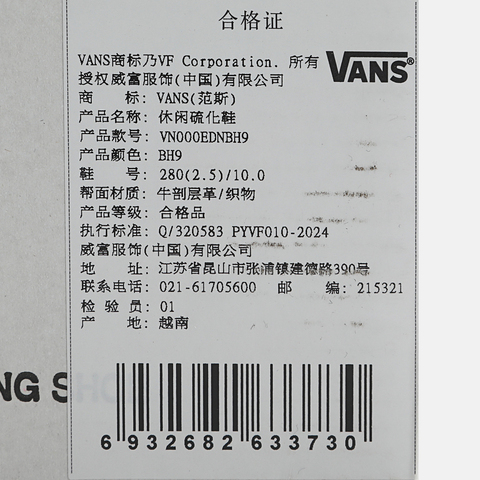 合格证
VANS商标乃VF Corporation. 所有
VANS®
授权威富服饰(中国)有限公司
商 标: VANS(范斯)
产品名称: 休闲硫化鞋
产品款号: VN000EDNBH9
产品颜色: BH9
鞋 号: 280(2.5)/10.0
帮面材质: 牛剖层革/织物
产品等级: 合格品
执行标准: Q/320583 PYVF010-2024
威富服饰(中国)有限公司
地 址: 江苏省昆山市张浦镇建德路390号
联系电话: 021-61705600 邮 编: 215321
检 验 员: 01
产 地: 越南
NG SHOE
6932682633730